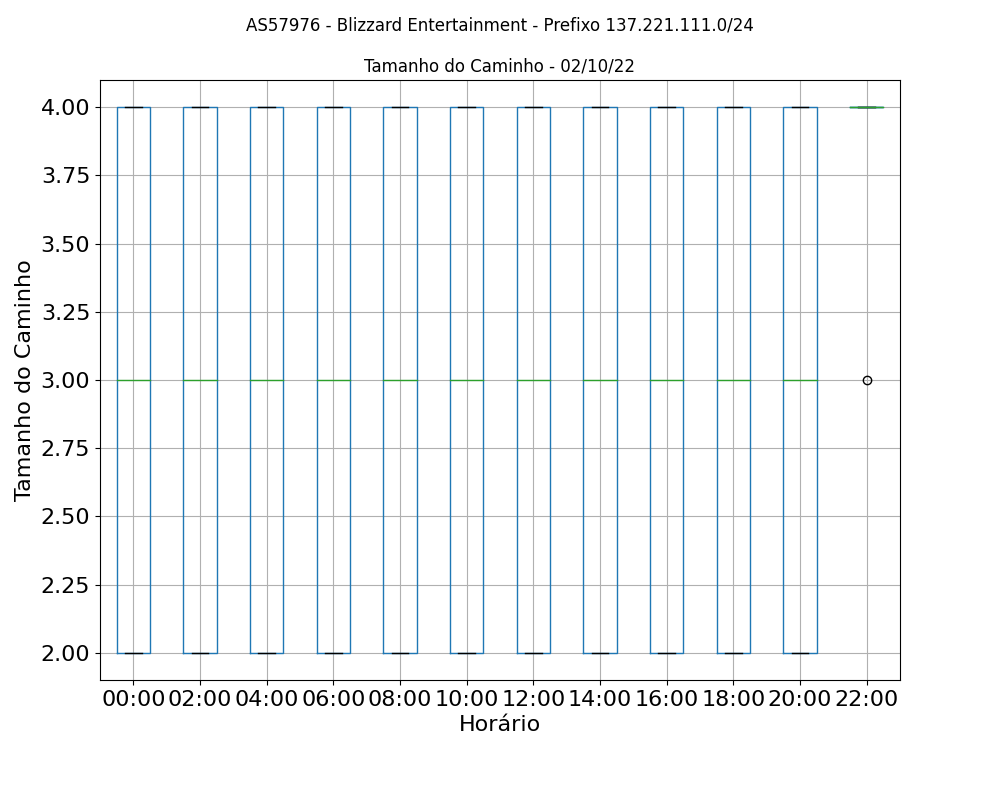 AS57976 - Blizzard Entertainment - Prefixo 137.221.111.0/24
Tamanho do Caminho - 02/10/22
4.00
3.75
3.50
3.25
3.00
2.75
2.50
2.25
2.00
Tamanho do Caminho
00:00 02:00 04:00 06:00 08:00 10:00 12:00 14:00 16:00 18:00 20:00 22:00
Horário